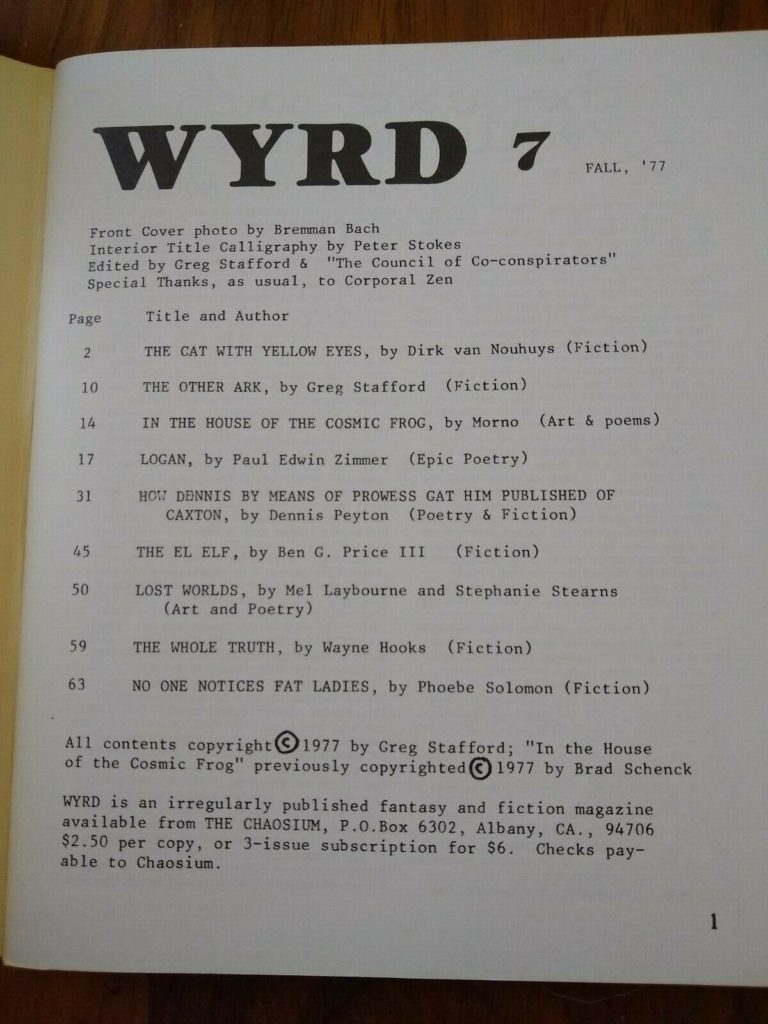 WYRD 7 FALL, '77
Front Cover photo by Bremman Bach
Interior Title Calligraphy by Peter Stokes
Edited by Greg Stafford & "The Council of Co-conspirators"
Special Thanks, as usual, to Corporal Zen
Page Title and Author
2 THE CAT WITH YELLOW EYES, by Dirk van Nouhuys (Fiction)
10 THE OTHER ARK, by Greg Stafford (Fiction)
14 IN THE HOUSE OF THE COSMIC FROG, by Morno (Art & poems)
17 LOGAN, by Paul Edwin Zimmer (Epic Poetry)
31 HOW DENNIS BY MEANS OF PROWESS GAT HIM PUBLISHED OF
CAXTON, by Dennis Peyton (Poetry & Fiction)
45 THE EL ELF, by Ben G. Price III (Fiction)
50 LOST WORLDS, by Mel Laybourne and Stephanie Stearns
(Art and Poetry)
59 THE WHOLE TRUTH, by Wayne Hooks (Fiction)
63 NO ONE NOTICES FAT LADIES, by Phoebe Solomon (Fiction)
All contents copyright © 1977 by Greg Stafford; "In the House
of the Cosmic Frog" previously copyrighted © 1977 by Brad Schenck
WYRD is an irregularly published fantasy and fiction magazine
available from THE CHAOSIUM, P.O.Box 6302, Albany, CA., 94706
$2.50 per copy, or 3-issue subscription for $6. Checks pay-
able to Chaosium.
1